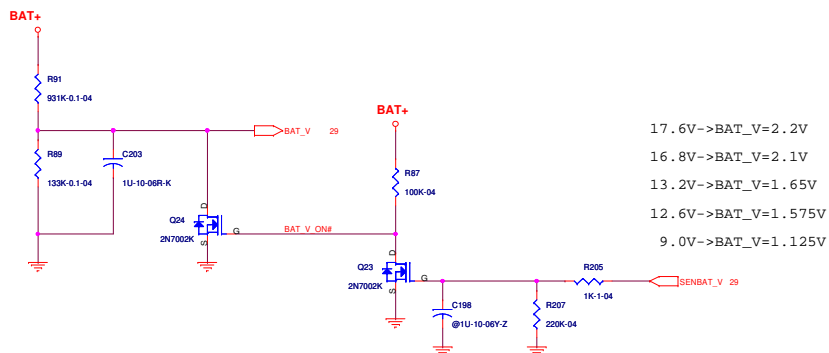 BAT+
R91
931K-0.1-04
BAT_V 29
R89
133K-0.1-04
C203
1U-10-06R-K
D
Q24
2N7002K
S
G
BAT_V_ON#
BAT+
R87
100K-04
D
Q23
2N7002K
S
G
C198
@1U-10-06Y-Z
R207
220K-04
R205
1K-1-04
SENBAT_V 29
17.6V->BAT_V=2.2V
16.8V->BAT_V=2.1V
13.2V->BAT_V=1.65V
12.6V->BAT_V=1.575V
9.0V->BAT_V=1.125V